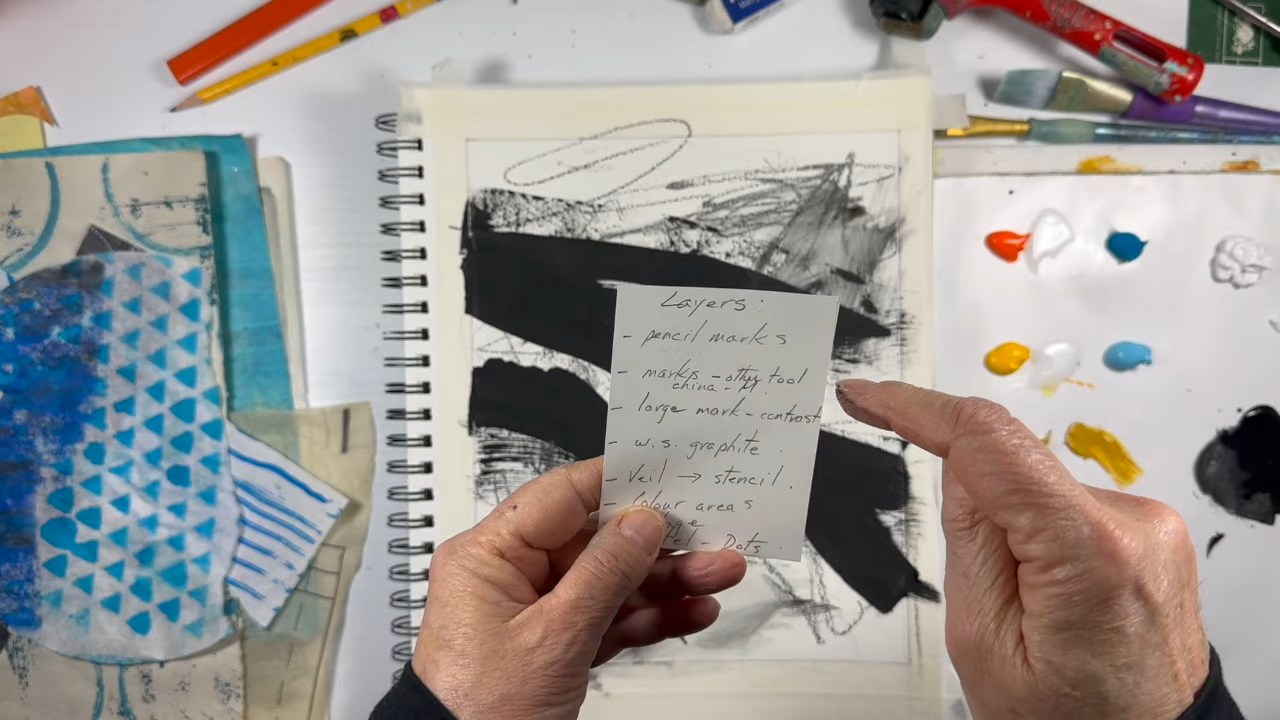 Layers:
- pencil marks
- marks - other tool
china - M.
- large mark - contrast
- w.s. graphite.
- Veil → stencil.
- Colour areas
- Dots.